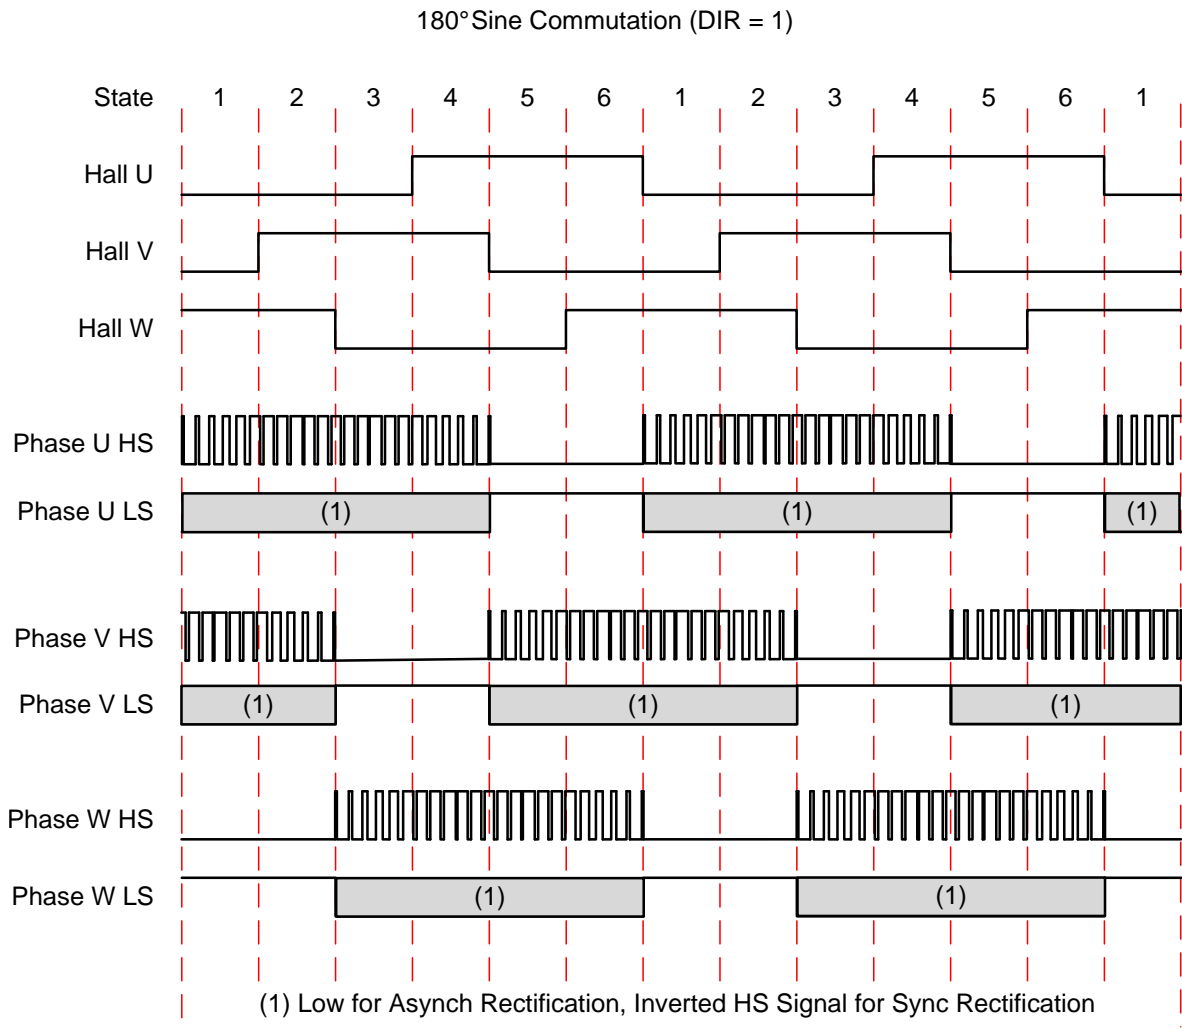 180° Sine Commutation (DIR = 1)
State 1 2 3 4 5 6 1 2 3 4 5 6 1
Hall U
Hall V
Hall W
Phase U HS
Phase U LS (1) (1) (1)
Phase V HS
Phase V LS (1) (1) (1)
Phase W HS
Phase W LS (1) (1)
(1) Low for Asynch Rectification, Inverted HS Signal for Sync Rectification